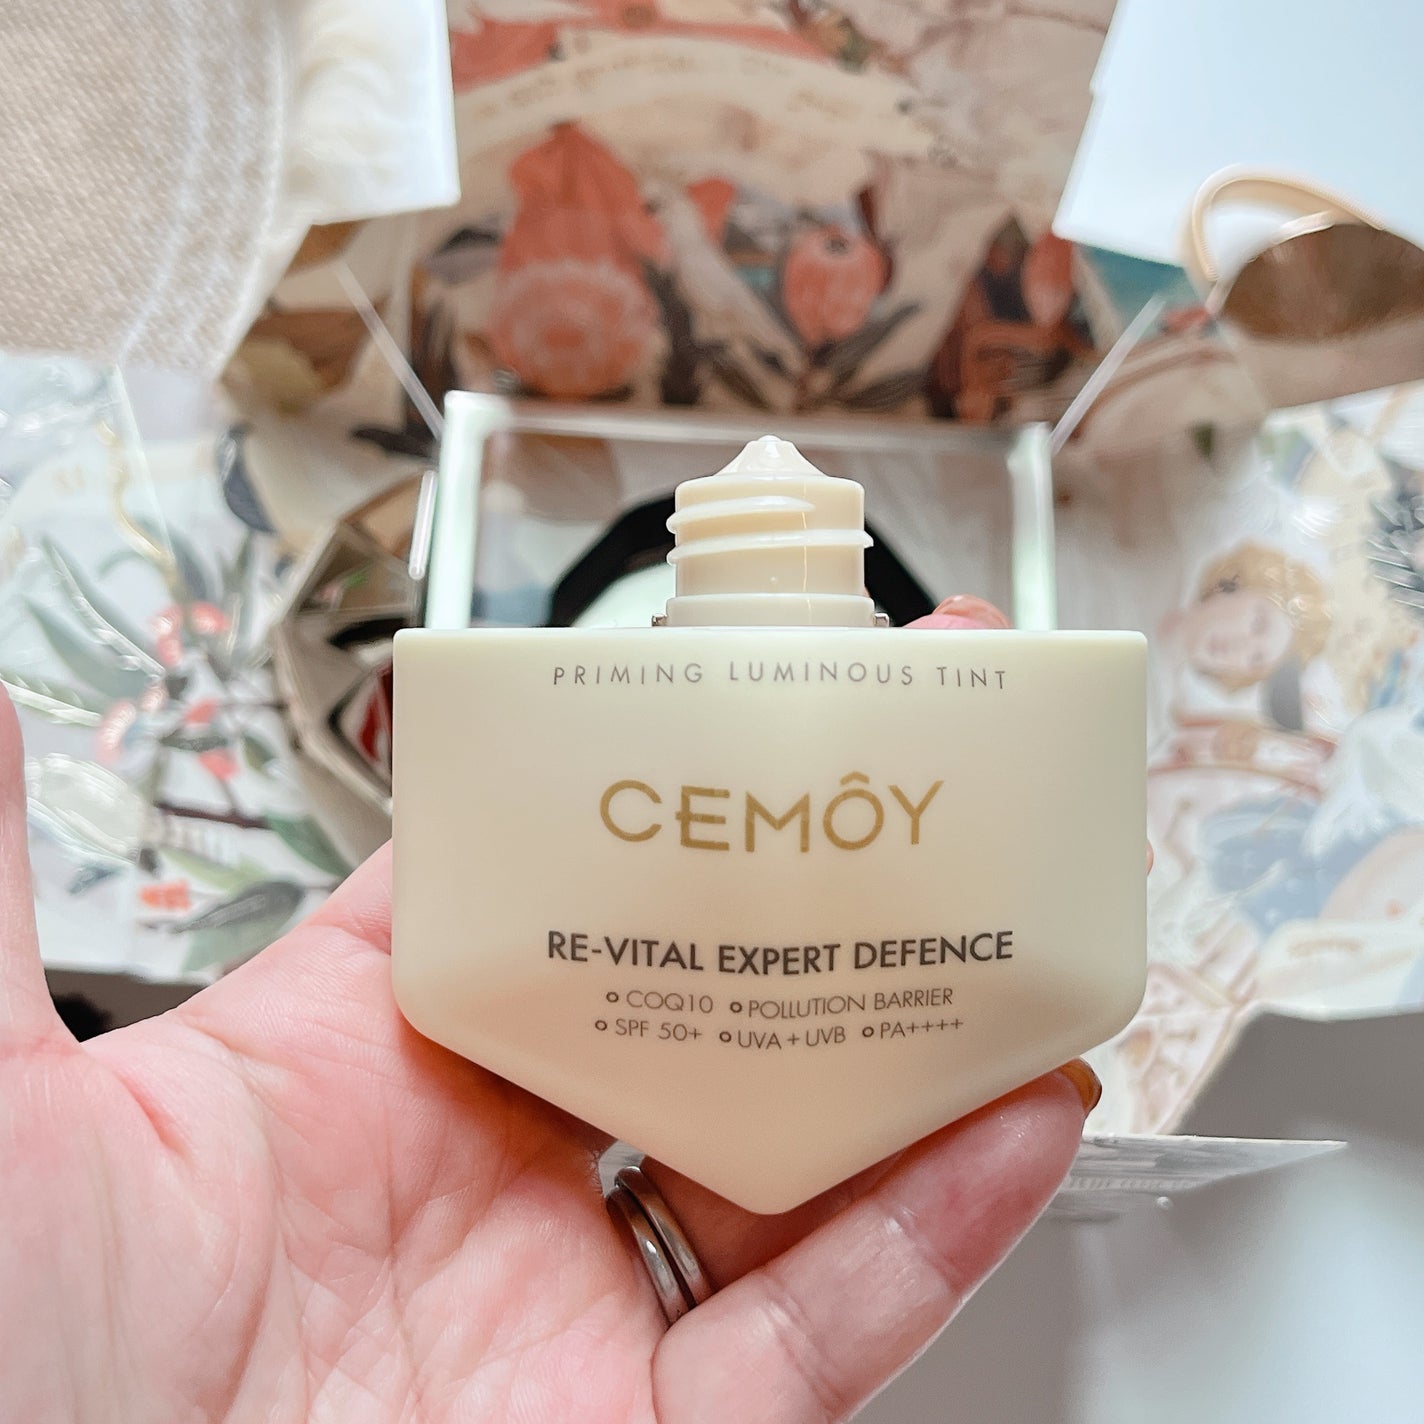 PRIMING LUMINOUS TINT
CEMÔY
RE-VITAL EXPERT DEFENCE
COQ10 POLLUTION BARRIER
SPF 50+ UVA + UVB PA++++